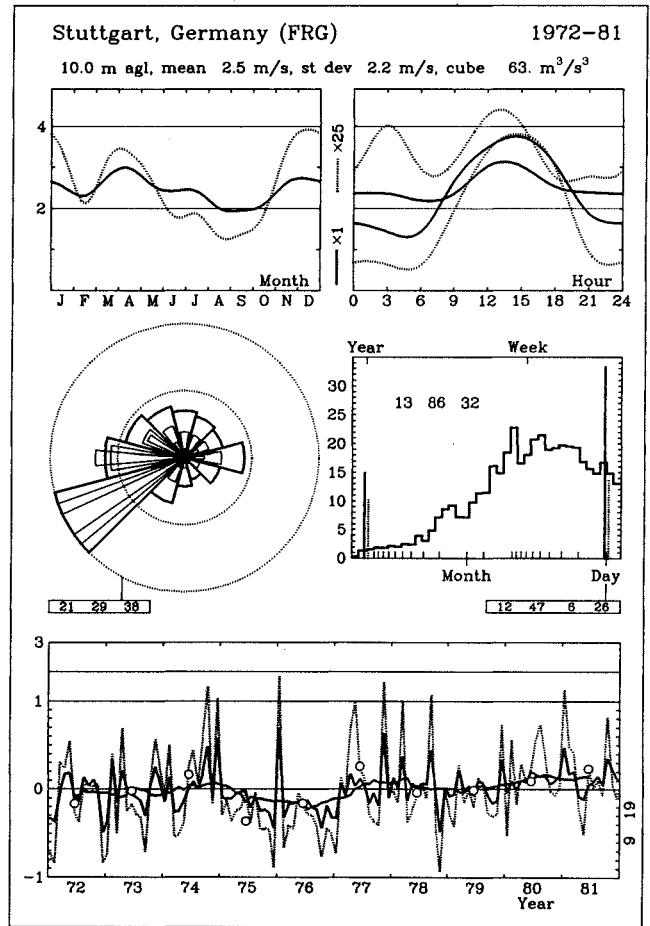 Stuttgart, Germany (FRG) 1972-81
10.0 m agl, mean 2.5 m/s, st dev 2.2 m/s, cube 63. m³/s³
4
2
Month
J F M A M J J A S O N D
×1 ×25
Hour
0 3 6 9 12 15 18 21 24
Year Week
13 86 32
30
25
20
15
10
5
0
Month Day
21 29 38
12 47 6 26
3
1
0
-1
72 73 74 75 76 77 78 79 80 81
Year
9 19